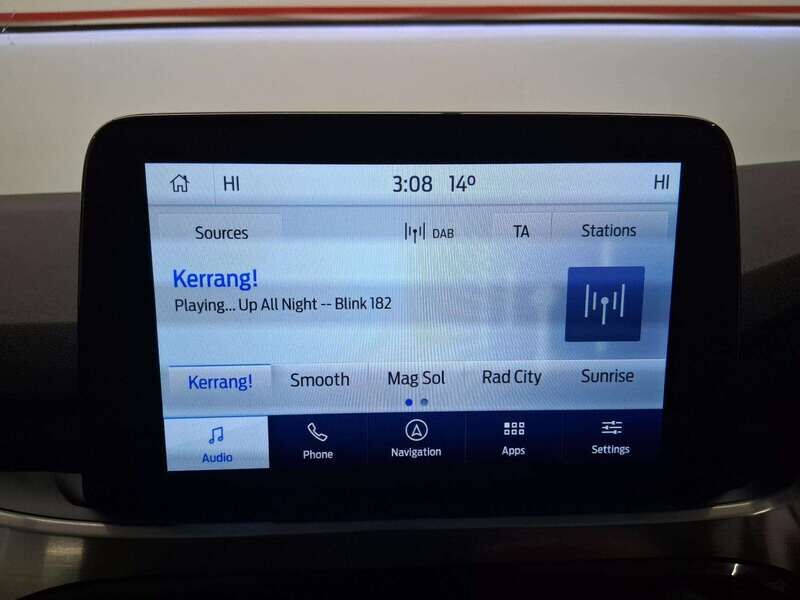 HI 3:08 14º HI
Sources DAB TA Stations
Kerrang!
Playing... Up All Night -- Blink 182
Kerrang! Smooth Mag Sol Rad City Sunrise
Audio Phone Navigation Apps Settings